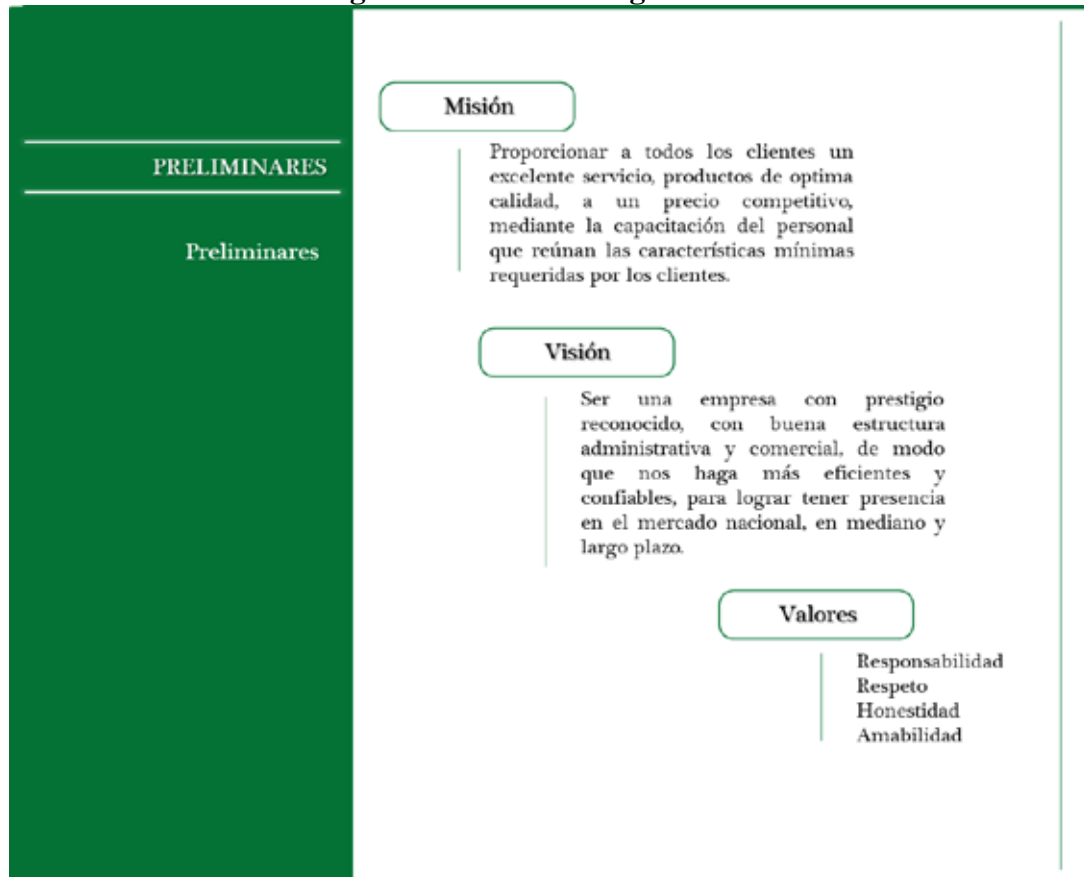 PRELIMINARES
Preliminares
Misión
Proporcionar a todos los clientes un
excelente servicio, productos de optima
calidad, a un precio competitivo,
mediante la capacitación del personal
que reúnan las características mínimas
requeridas por los clientes.
Visión
Ser una empresa con prestigio
reconocido, con buena estructura
administrativa y comercial, de modo
que nos haga más eficientes y
confiables, para lograr tener presencia
en el mercado nacional, en mediano y
largo plazo.
Valores
Responsabilidad
Respeto
Honestidad
Amabilidad